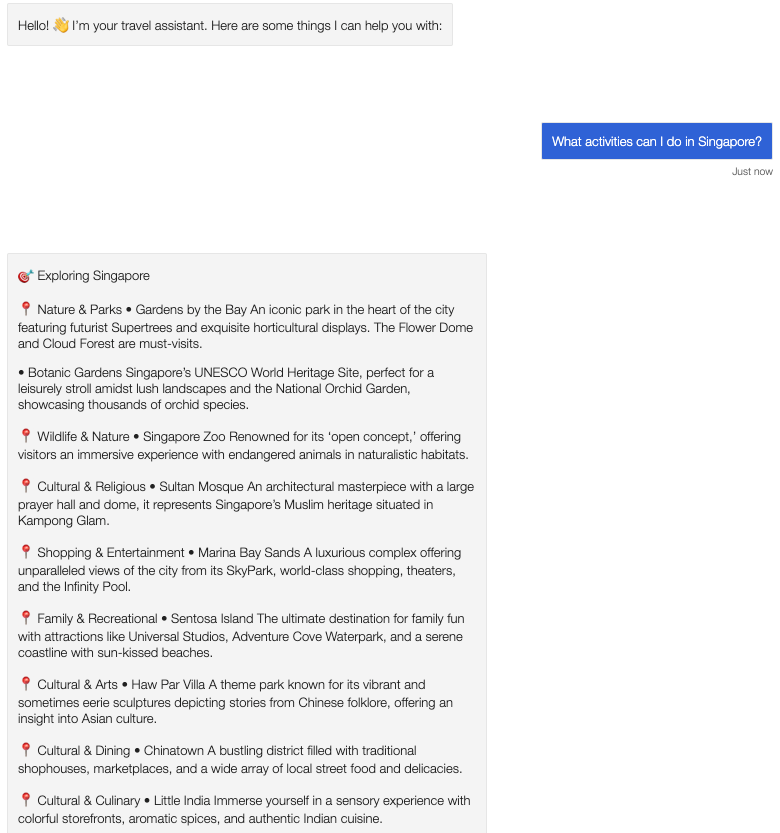 Hello! 👋 I'm your travel assistant. Here are some things I can help you with:
What activities can I do in Singapore?
Just now
🎯 Exploring Singapore
📍 Nature & Parks • Gardens by the Bay An iconic park in the heart of the city
featuring futurist Supertrees and exquisite horticultural displays. The Flower Dome
and Cloud Forest are must-visits.
• Botanic Gardens Singapore's UNESCO World Heritage Site, perfect for a
leisurely stroll amidst lush landscapes and the National Orchid Garden,
showcasing thousands of orchid species.
📍 Wildlife & Nature • Singapore Zoo Renowned for its 'open concept,' offering
visitors an immersive experience with endangered animals in naturalistic habitats.
📍 Cultural & Religious • Sultan Mosque An architectural masterpiece with a large
prayer hall and dome, it represents Singapore's Muslim heritage situated in
Kampong Glam.
📍 Shopping & Entertainment • Marina Bay Sands A luxurious complex offering
unparalleled views of the city from its SkyPark, world-class shopping, theaters,
and the Infinity Pool.
📍 Family & Recreational • Sentosa Island The ultimate destination for family fun
with attractions like Universal Studios, Adventure Cove Waterpark, and a serene
coastline with sun-kissed beaches.
📍 Cultural & Arts • Haw Par Villa A theme park known for its vibrant and
sometimes eerie sculptures depicting stories from Chinese folklore, offering an
insight into Asian culture.
📍 Cultural & Dining • Chinatown A bustling district filled with traditional
shophouses, marketplaces, and a wide array of local street food and delicacies.
📍 Cultural & Culinary • Little India Immerse yourself in a sensory experience with
colorful storefronts, aromatic spices, and authentic Indian cuisine.